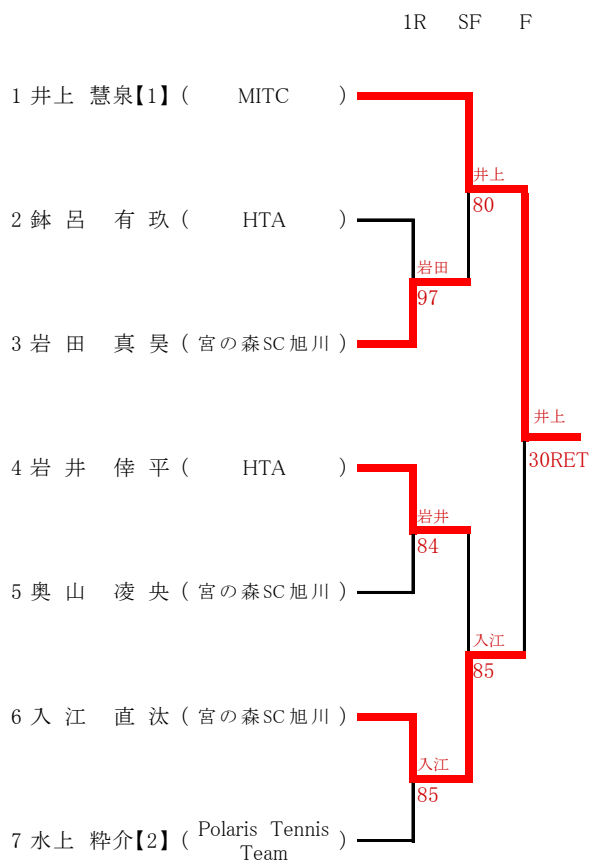 1R SF F
1 井上 慧泉【1】 ( MITC )
井上
80
2 鉢呂 有玖 ( HTA )
岩田
97
3 岩田 真昊 ( 宮の森SC旭川 )
井上
30RET
4 岩井 倖平 ( HTA )
岩井
84
5 奥山 凌央 ( 宮の森SC旭川 )
入江
85
6 入江 直汰 ( 宮の森SC旭川 )
入江
85
7 水上 粋介【2】 ( Polaris Tennis Team )